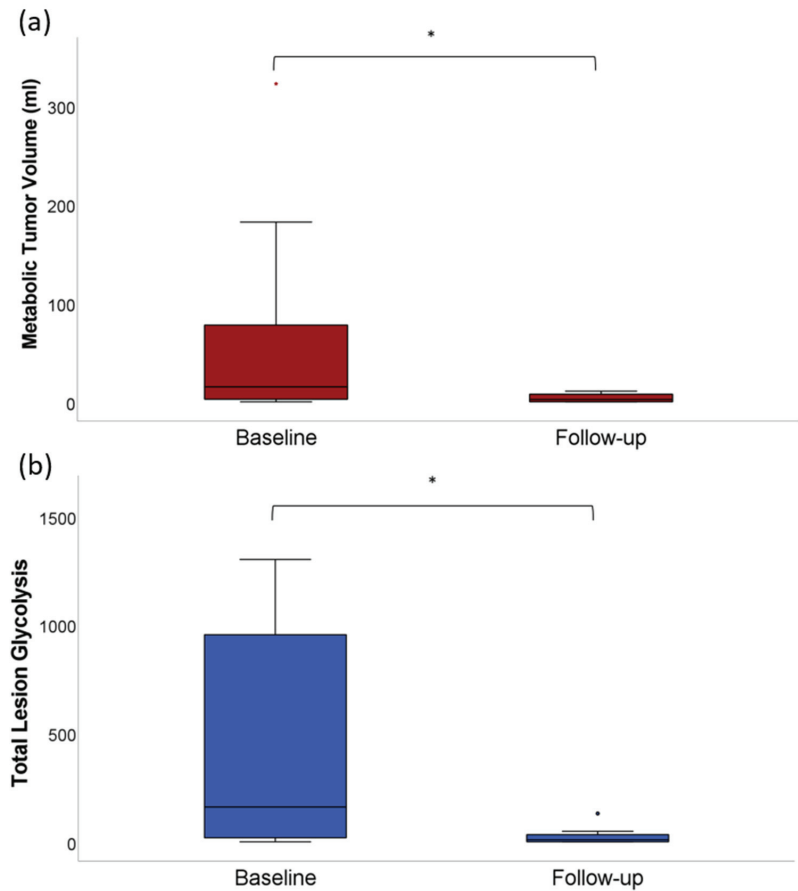 (a)
*
Metabolic Tumor Volume (ml)
300
200
100
0
Baseline Follow-up
(b)
*
Total Lesion Glycolysis
1500
1000
500
0
Baseline Follow-up